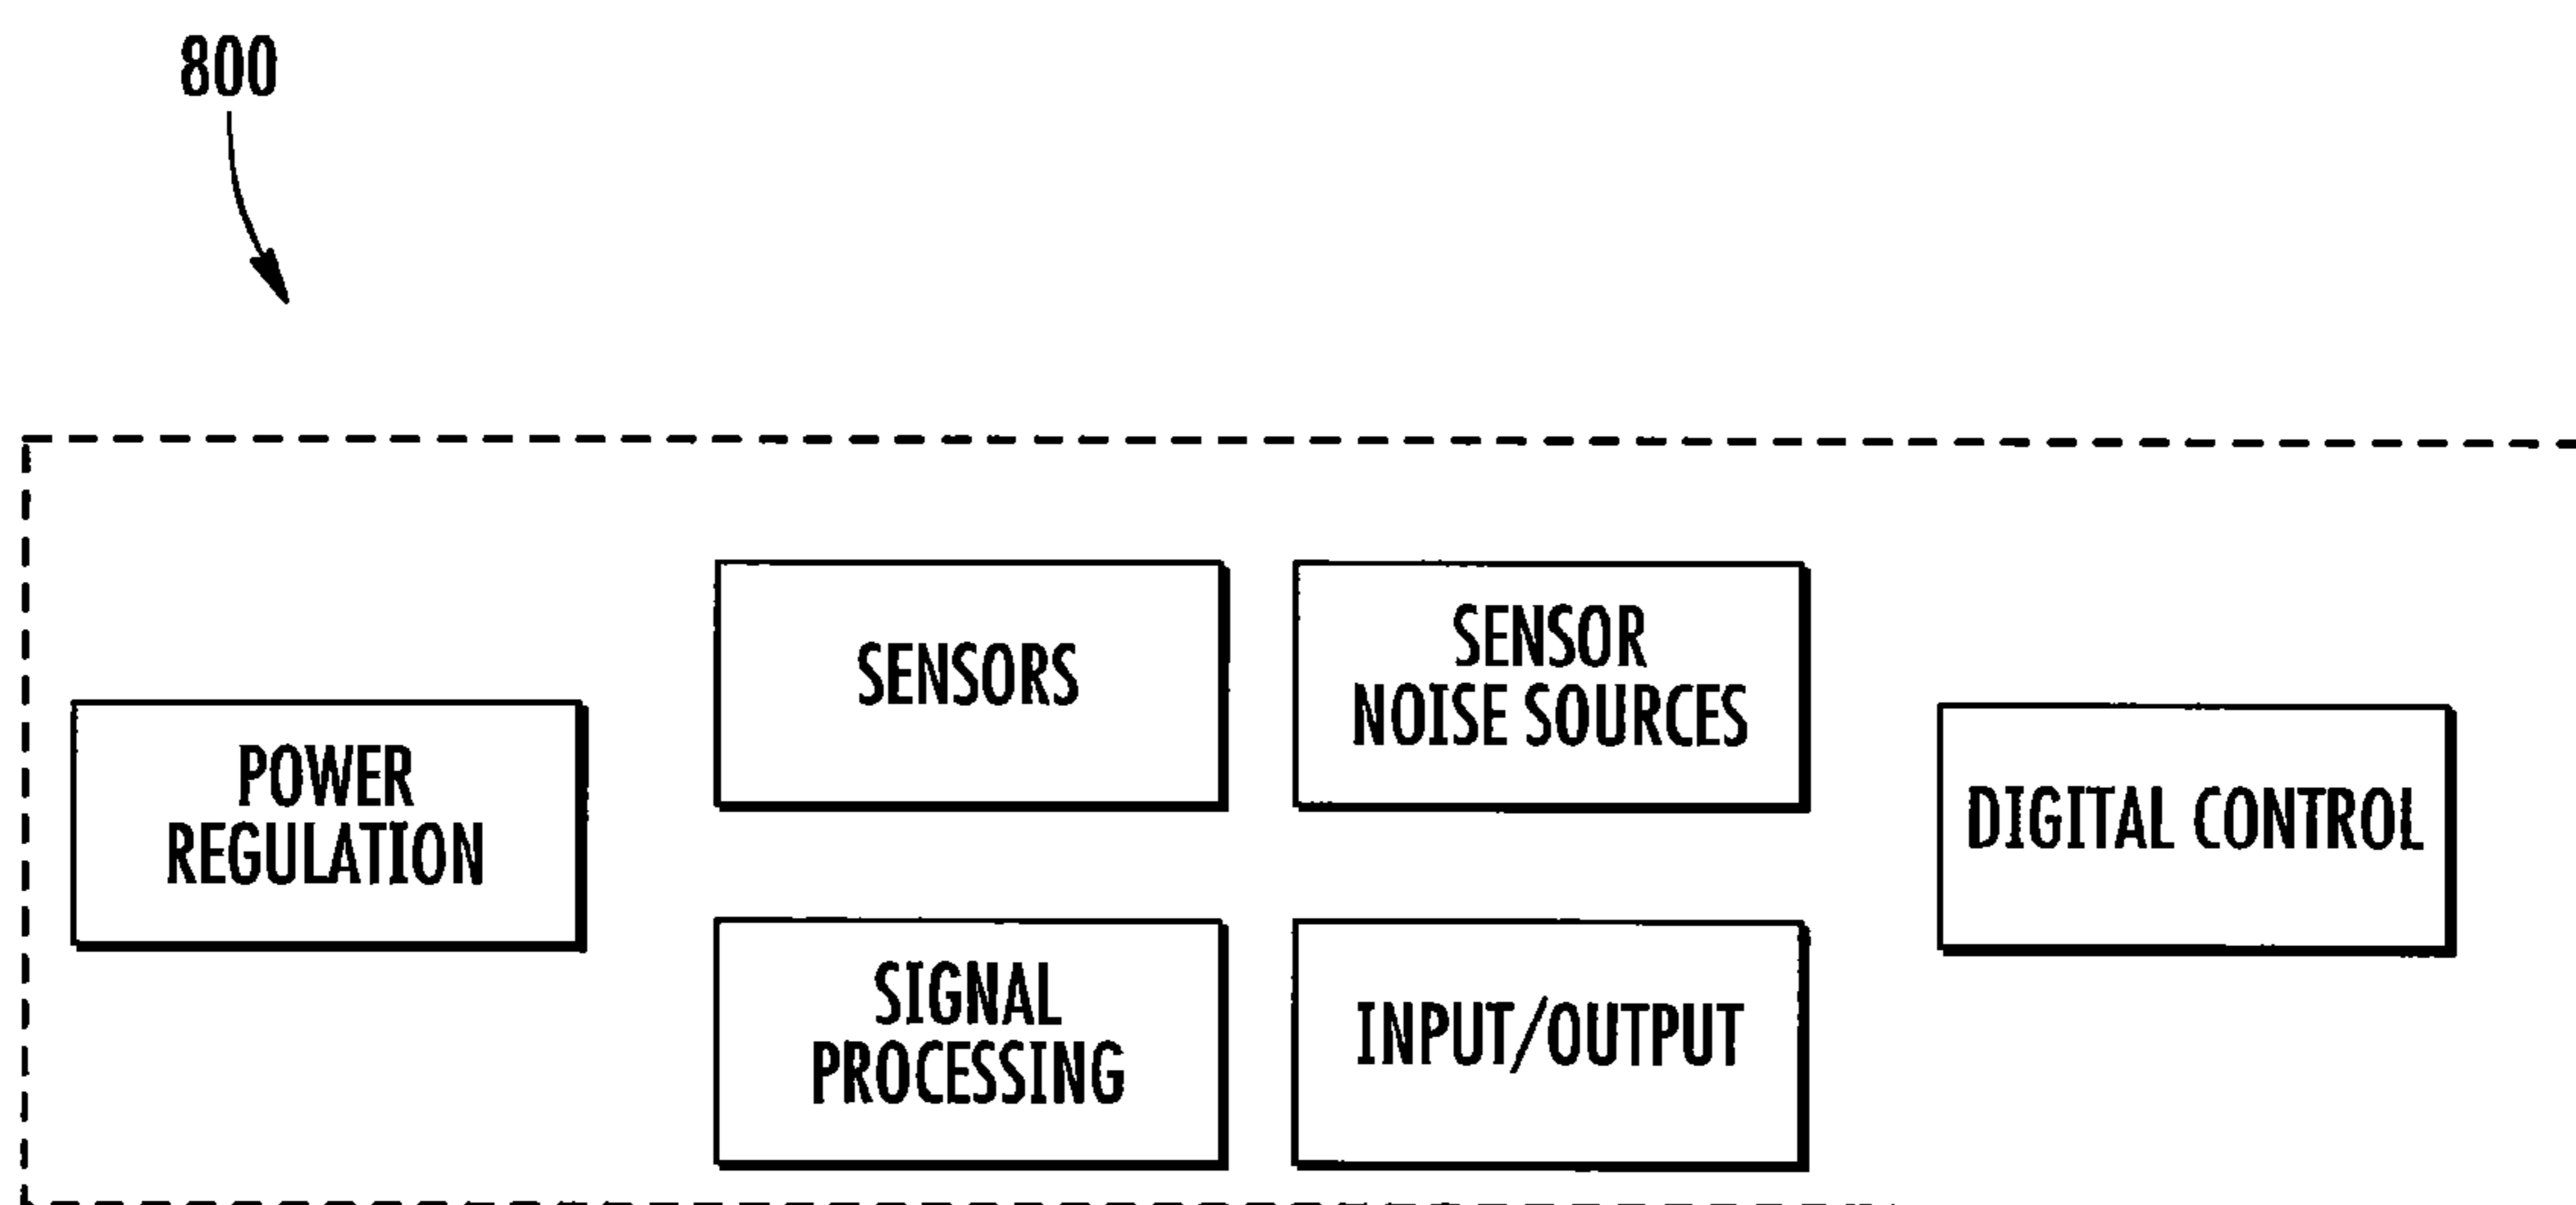 800
SENSORS
SENSOR
NOISE SOURCES
POWER
REGULATION
DIGITAL CONTROL
SIGNAL
PROCESSING
INPUT/OUTPUT